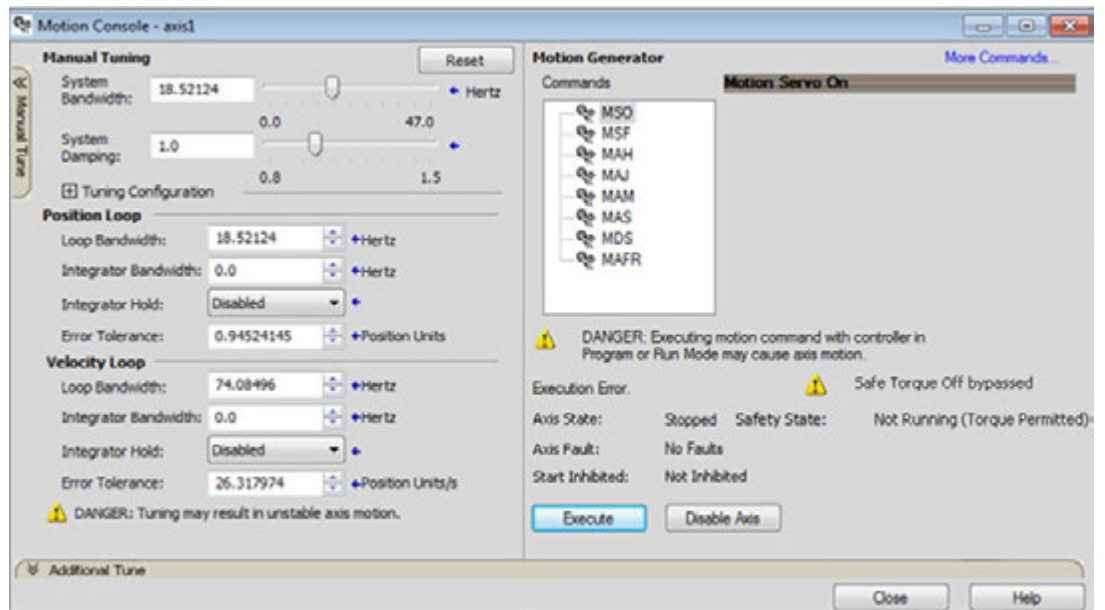 Motion Console - axis1
Manual Tune
Manual Tuning
Reset
System Bandwidth:
18.52124
Hertz
0.0 47.0
System Damping:
1.0
0.8 1.5
Tuning Configuration
Position Loop
Loop Bandwidth: 18.52124 Hertz
Integrator Bandwidth: 0.0 Hertz
Integrator Hold: Disabled
Error Tolerance: 0.94524145 Position Units
Velocity Loop
Loop Bandwidth: 74.08496 Hertz
Integrator Bandwidth: 0.0 Hertz
Integrator Hold: Disabled
Error Tolerance: 26.317974 Position Units/s
DANGER: Tuning may result in unstable axis motion.
Motion Generator
More Commands...
Commands
Motion Servo On
MSO
MSF
MAH
MAJ
MAM
MAS
MDS
MAFR
DANGER: Executing motion command with controller in
Program or Run Mode may cause axis motion.
Execution Error.
Safe Torque Off bypassed
Axis State: Stopped Safety State: Not Running (Torque Permitted)
Axis Fault: No Faults
Start Inhibited: Not Inhibited
Execute Disable Axis
Additional Tune
Close Help